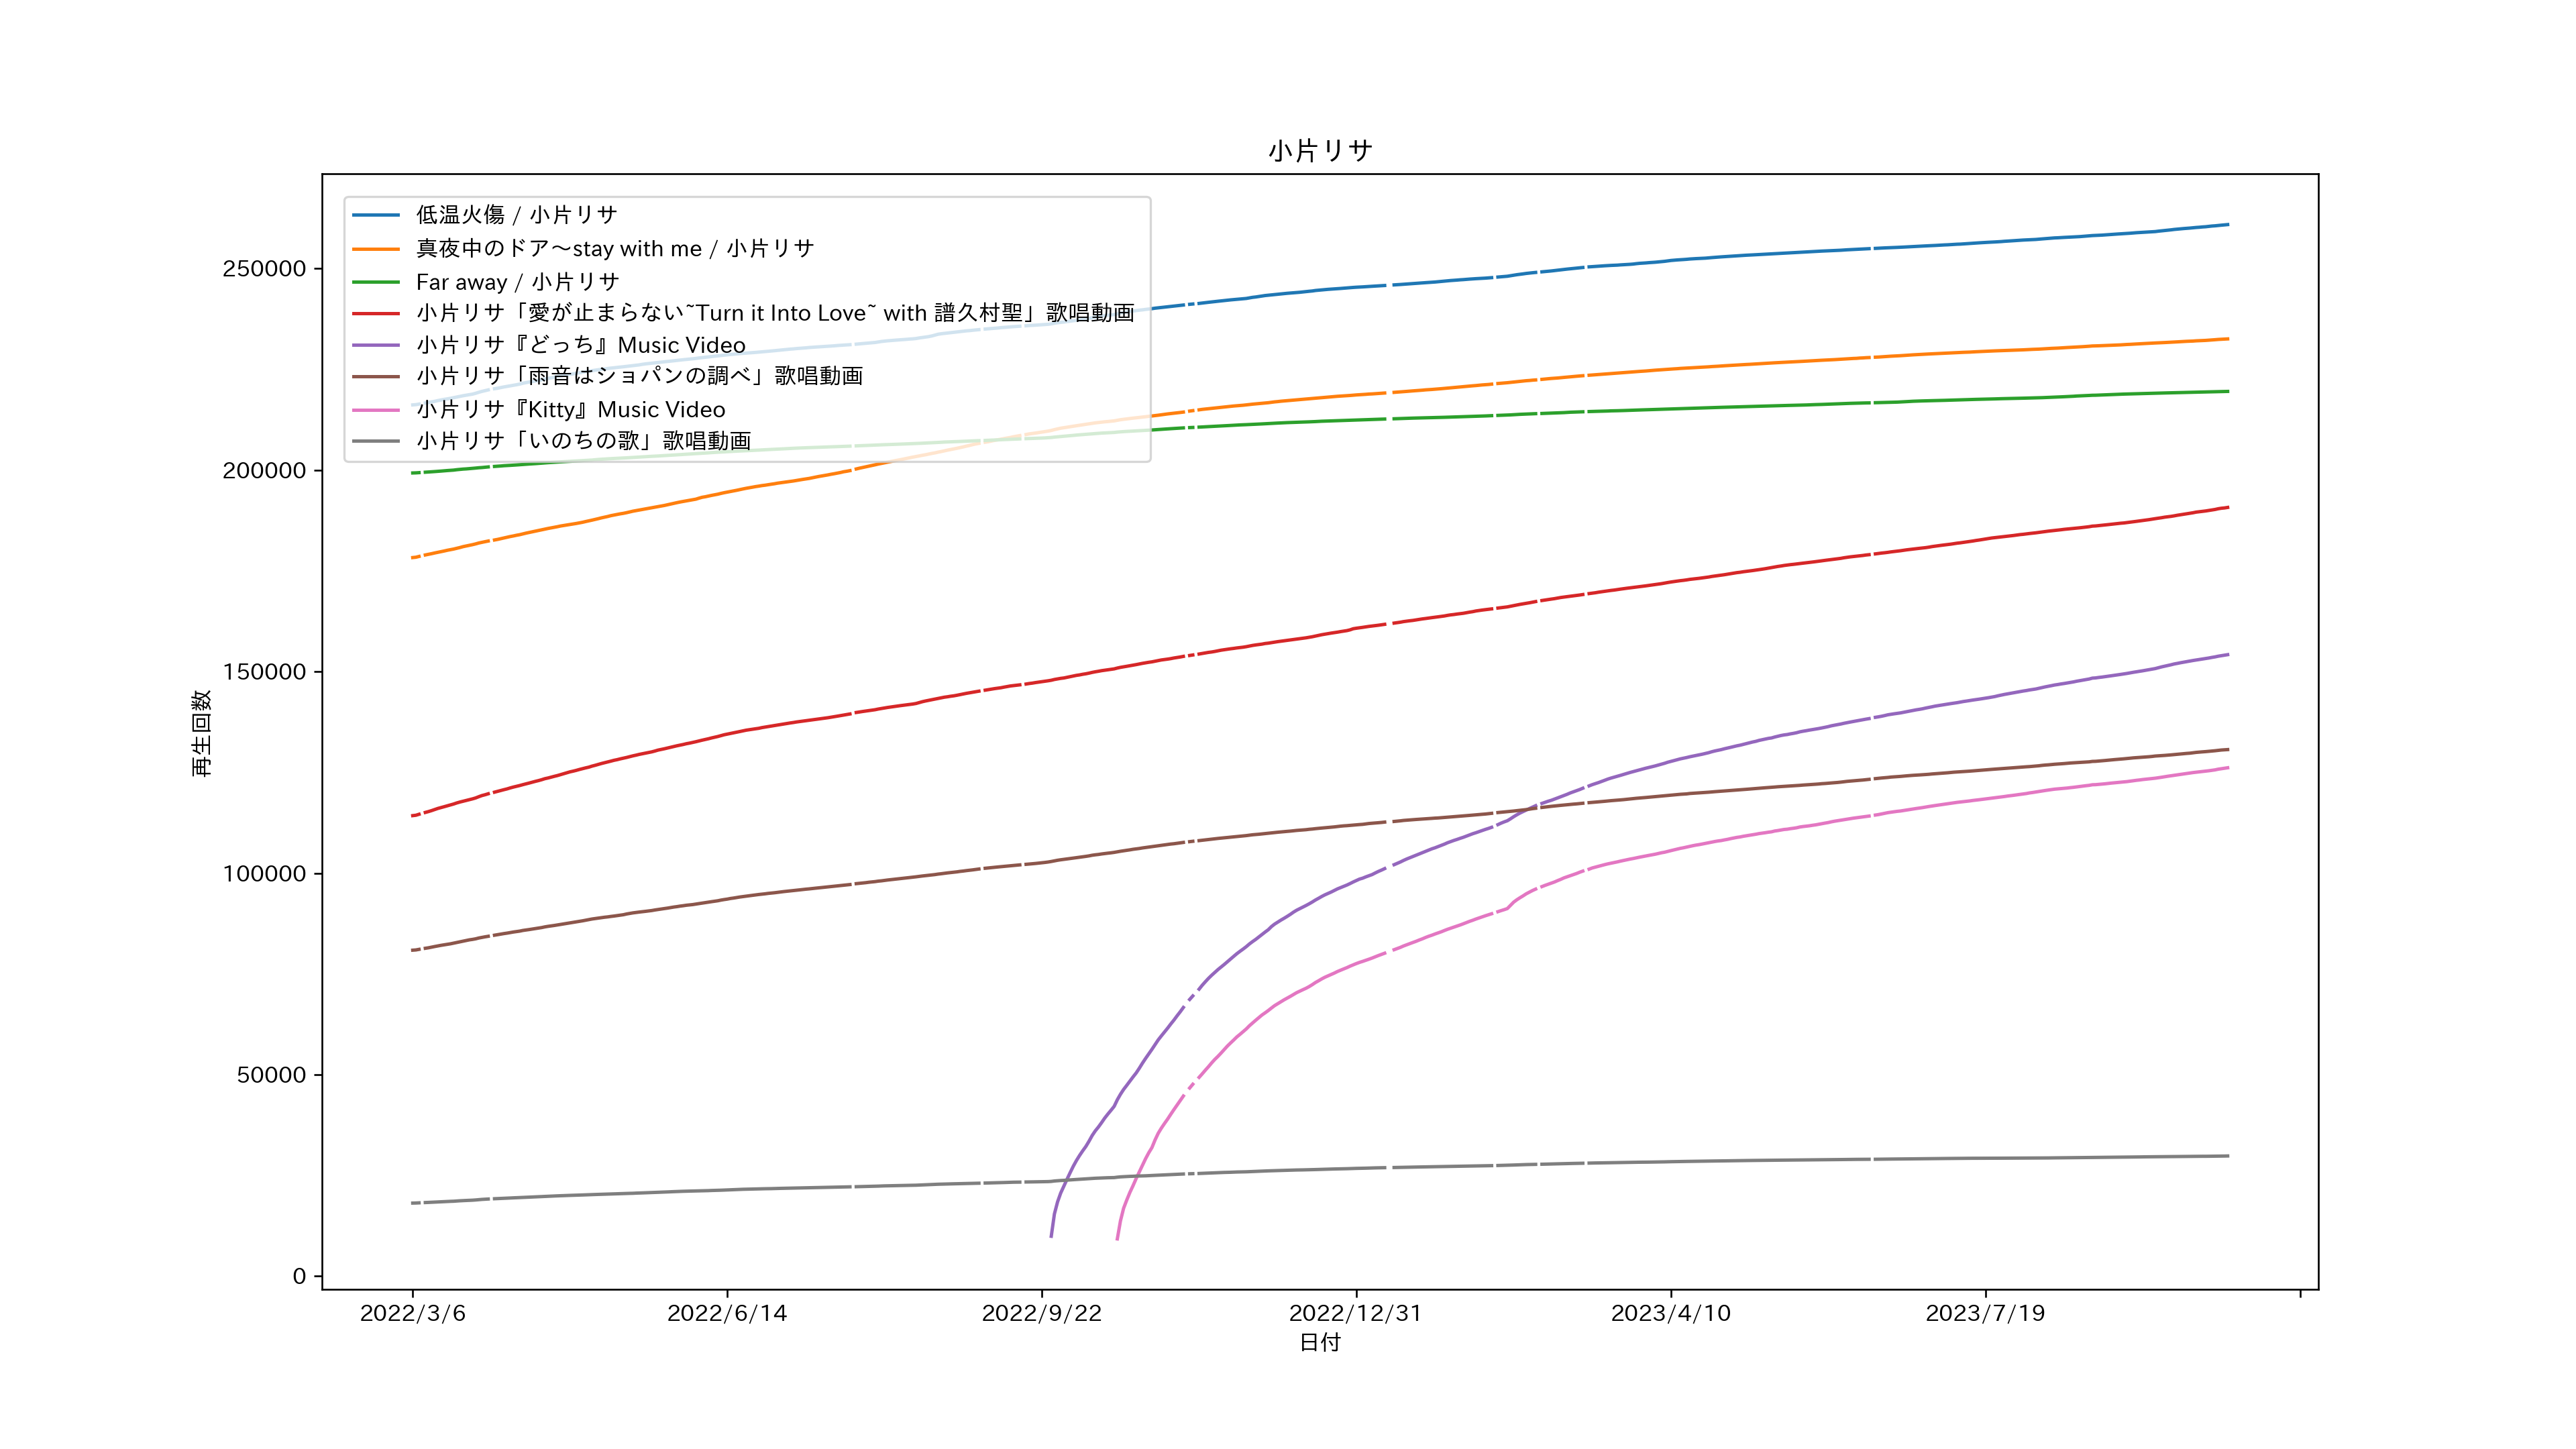 小片リサ
低温火傷 / 小片リサ
真夜中のドア〜stay with me / 小片リサ
Far away / 小片リサ
小片リサ「愛が止まらない~Turn it Into Love~ with 譜久村聖」歌唱動画
小片リサ『どっち』Music Video
小片リサ「雨音はショパンの調べ」歌唱動画
小片リサ『Kitty』Music Video
小片リサ「いのちの歌」歌唱動画
250000
200000
150000
100000
50000
0
再生回数
2022/3/6 2022/6/14 2022/9/22 2022/12/31 2023/4/10 2023/7/19
日付